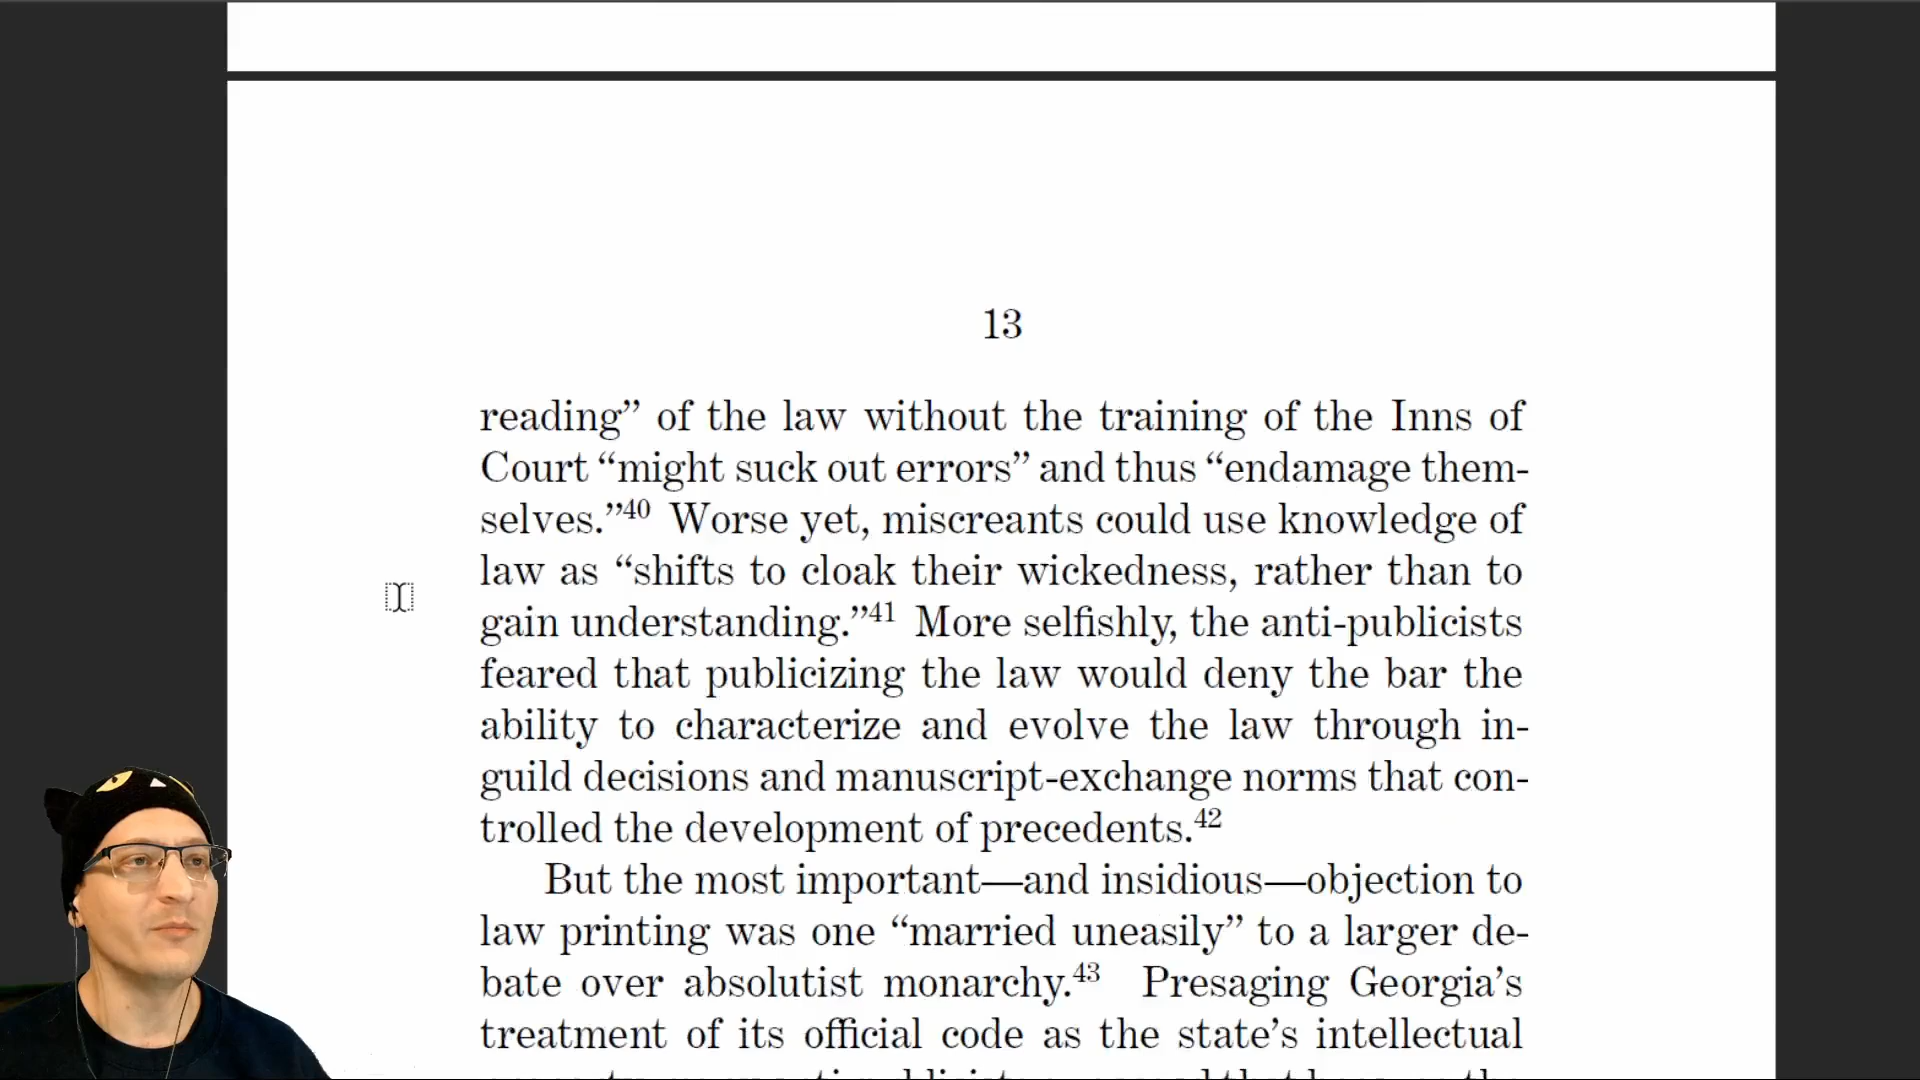 13
reading” of the law without the training of the Inns of
Court “might suck out errors” and thus “endamage them-
selves.”40 Worse yet, miscreants could use knowledge of
law as “shifts to cloak their wickedness, rather than to
gain understanding.”41 More selfishly, the anti-publicists
feared that publicizing the law would deny the bar the
ability to characterize and evolve the law through in-
guild decisions and manuscript-exchange norms that con-
trolled the development of precedents.42
But the most important—and insidious—objection to
law printing was one “married uneasily” to a larger de-
bate over absolutist monarchy.43 Presaging Georgia’s
treatment of its official code as the state’s intellectual